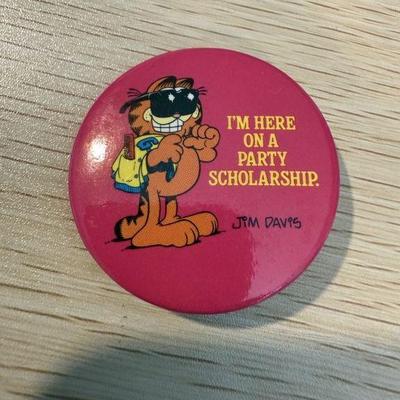 I'M HERE
ON A
PARTY
SCHOLARSHIP.
JIM DAVIS